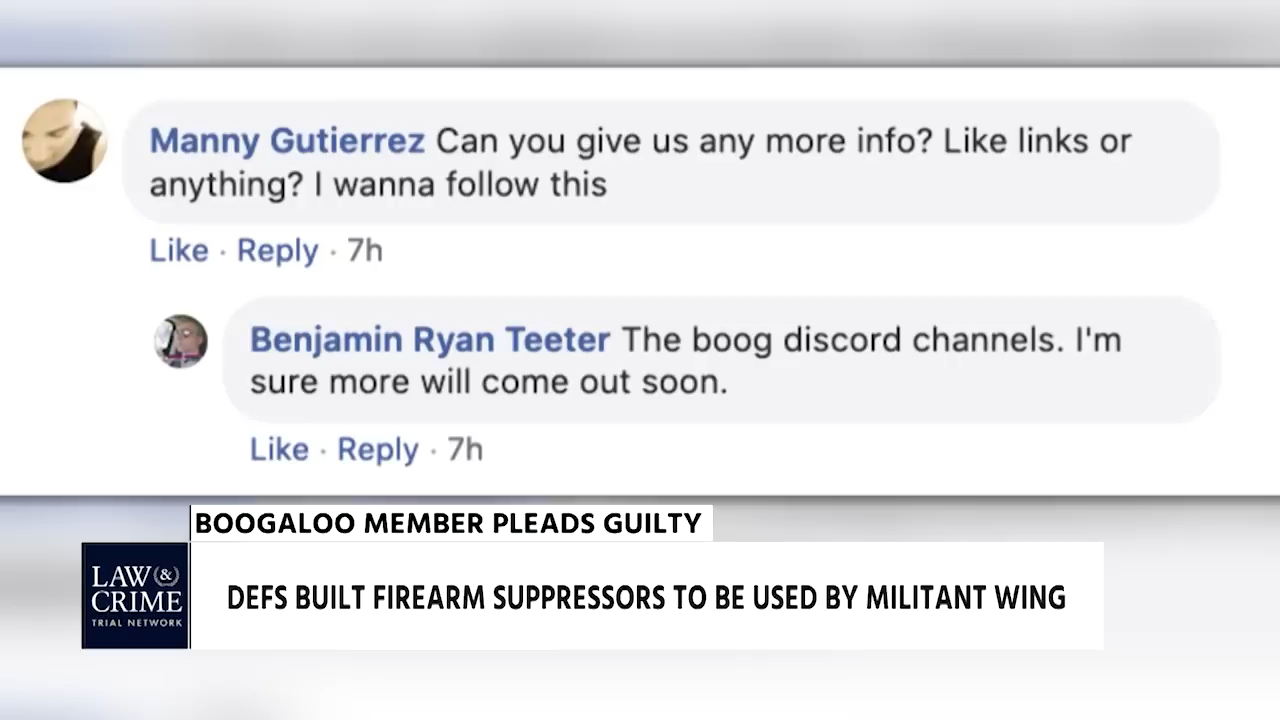 Manny Gutierrez Can you give us any more info? Like links or
anything? I wanna follow this
Like · Reply · 7h
Benjamin Ryan Teeter The boog discord channels. I'm
sure more will come out soon.
Like · Reply · 7h
BOOGALOO MEMBER PLEADS GUILTY
LAW &
CRIME
TRIAL NETWORK
DEFS BUILT FIREARM SUPPRESSORS TO BE USED BY MILITANT WING